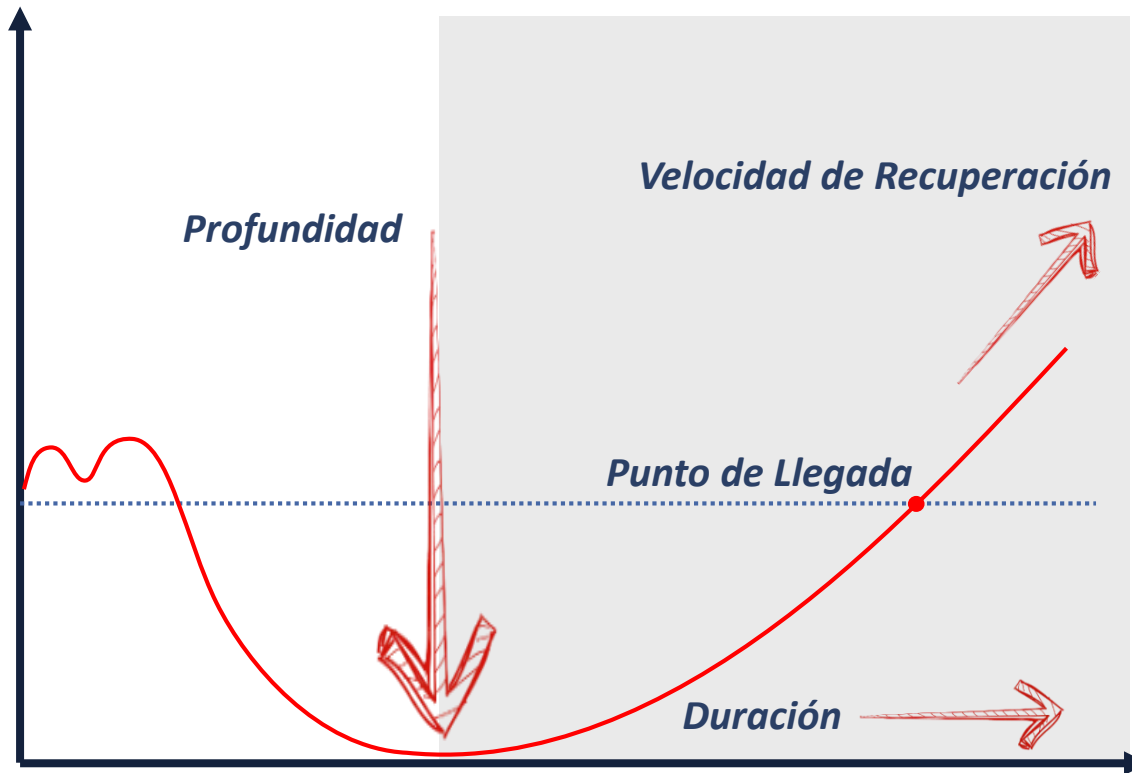 Velocidad de Recuperación
Profundidad
Punto de Llegada
Duración